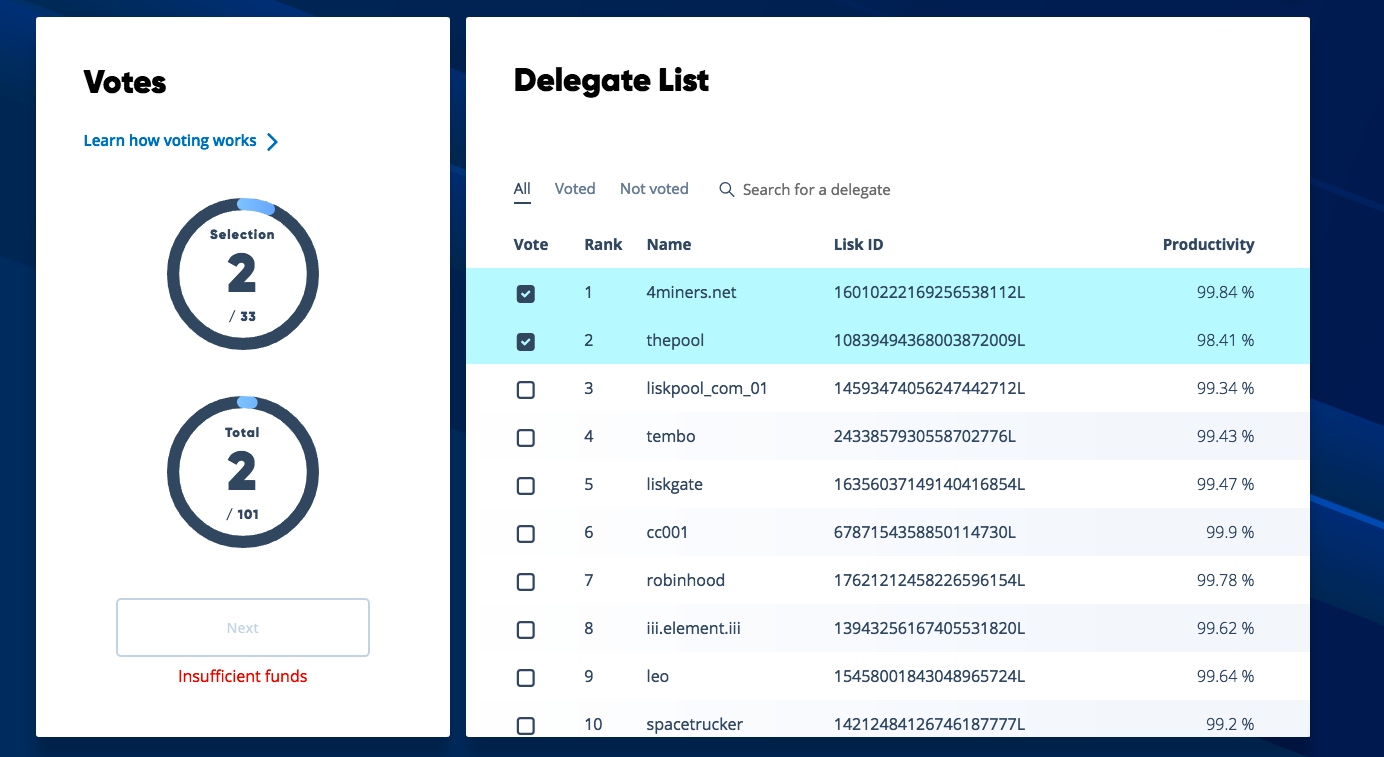 Votes
Learn how voting works
Selection
2
/ 33
Total
2
/ 101
Next
Insufficient funds
Delegate List
All Voted Not voted Search for a delegate
Vote Rank Name Lisk ID Productivity
1 4miners.net 16010222169256538112L 99.84 %
2 thepool 10839494368003872009L 98.41 %
3 liskpool_com_01 14593474056247442712L 99.34 %
4 tembo 2433857930558702776L 99.43 %
5 liskgate 16356037149140416854L 99.47 %
6 cc001 6787154358850114730L 99.9 %
7 robinhood 17621212458226596154L 99.78 %
8 iii.element.iii 13943256167405531820L 99.62 %
9 leo 15458001843048965724L 99.64 %
10 spacetrucker 14212484126746187777L 99.2 %